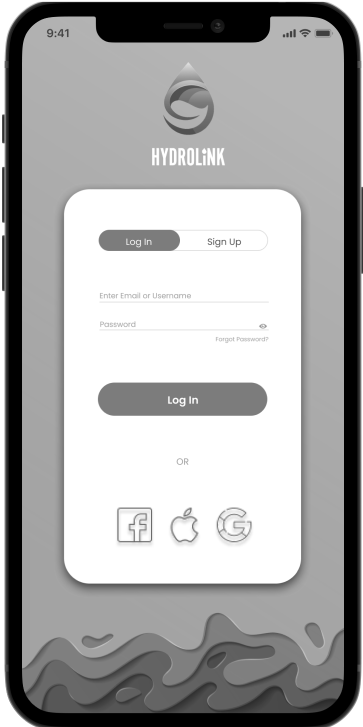 9:41
HYDROLiNK
Log In
Sign Up
Enter Email or Username
Password
Forgot Password?
Log In
OR